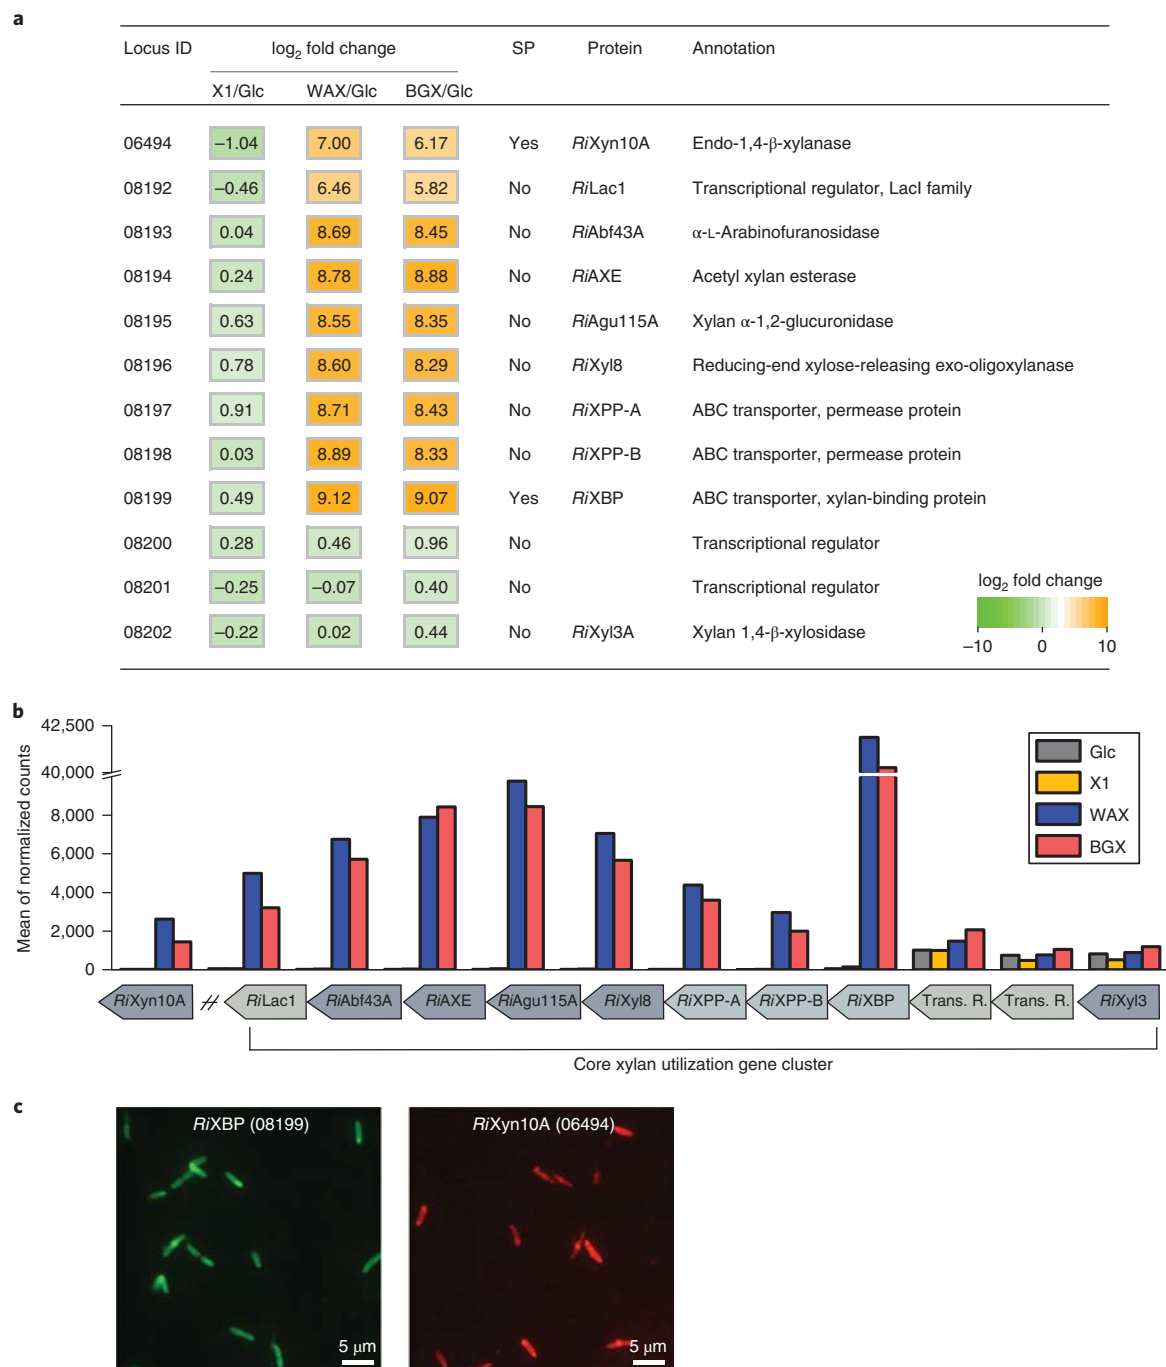 a
Locus ID log2 fold change SP Protein Annotation
X1/Glc WAX/Glc BGX/Glc
06494 −1.04 7.00 6.17 Yes RiXyn10A Endo-1,4-β-xylanase
08192 −0.46 6.46 5.82 No RiLac1 Transcriptional regulator, LacI family
08193 0.04 8.69 8.45 No RiAbf43A α-L-Arabinofuranosidase
08194 0.24 8.78 8.88 No RiAXE Acetyl xylan esterase
08195 0.63 8.55 8.35 No RiAgu115A Xylan α-1,2-glucuronidase
08196 0.78 8.60 8.29 No RiXyl8 Reducing-end xylose-releasing exo-oligoxylanase
08197 0.91 8.71 8.43 No RiXPP-A ABC transporter, permease protein
08198 0.03 8.89 8.33 No RiXPP-B ABC transporter, permease protein
08199 0.49 9.12 9.07 Yes RiXBP ABC transporter, xylan-binding protein
08200 0.28 0.46 0.96 No Transcriptional regulator
08201 −0.25 −0.07 0.40 No Transcriptional regulator
08202 −0.22 0.02 0.44 No RiXyl3A Xylan 1,4-β-xylosidase
log2 fold change
−10 0 10
b
Mean of normalized counts
42,500
40,000
8,000
6,000
4,000
2,000
0
Glc
X1
WAX
BGX
RiXyn10A RiLac1 RiAbf43A RiAXE RiAgu115A RiXyl8 RiXPP-A RiXPP-B RiXBP Trans. R. Trans. R. RiXyl3
Core xylan utilization gene cluster
c
RiXBP (08199) RiXyn10A (06494)
5 μm 5 μm